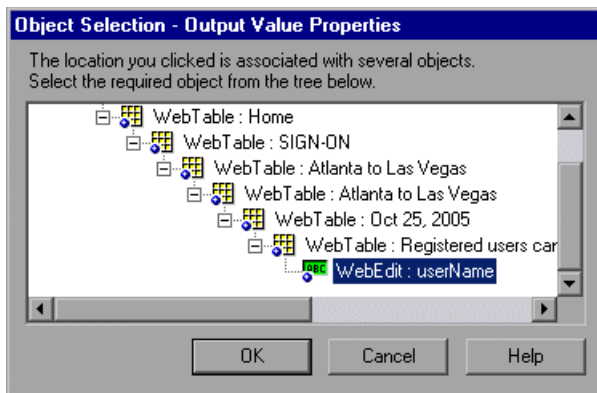 Object Selection - Output Value Properties
The location you clicked is associated with several objects.
Select the required object from the tree below.
WebTable : Home
WebTable : SIGN-ON
WebTable : Atlanta to Las Vegas
WebTable : Atlanta to Las Vegas
WebTable : Oct 25, 2005
WebTable : Registered users car
ABC WebEdit : userName
OK Cancel Help